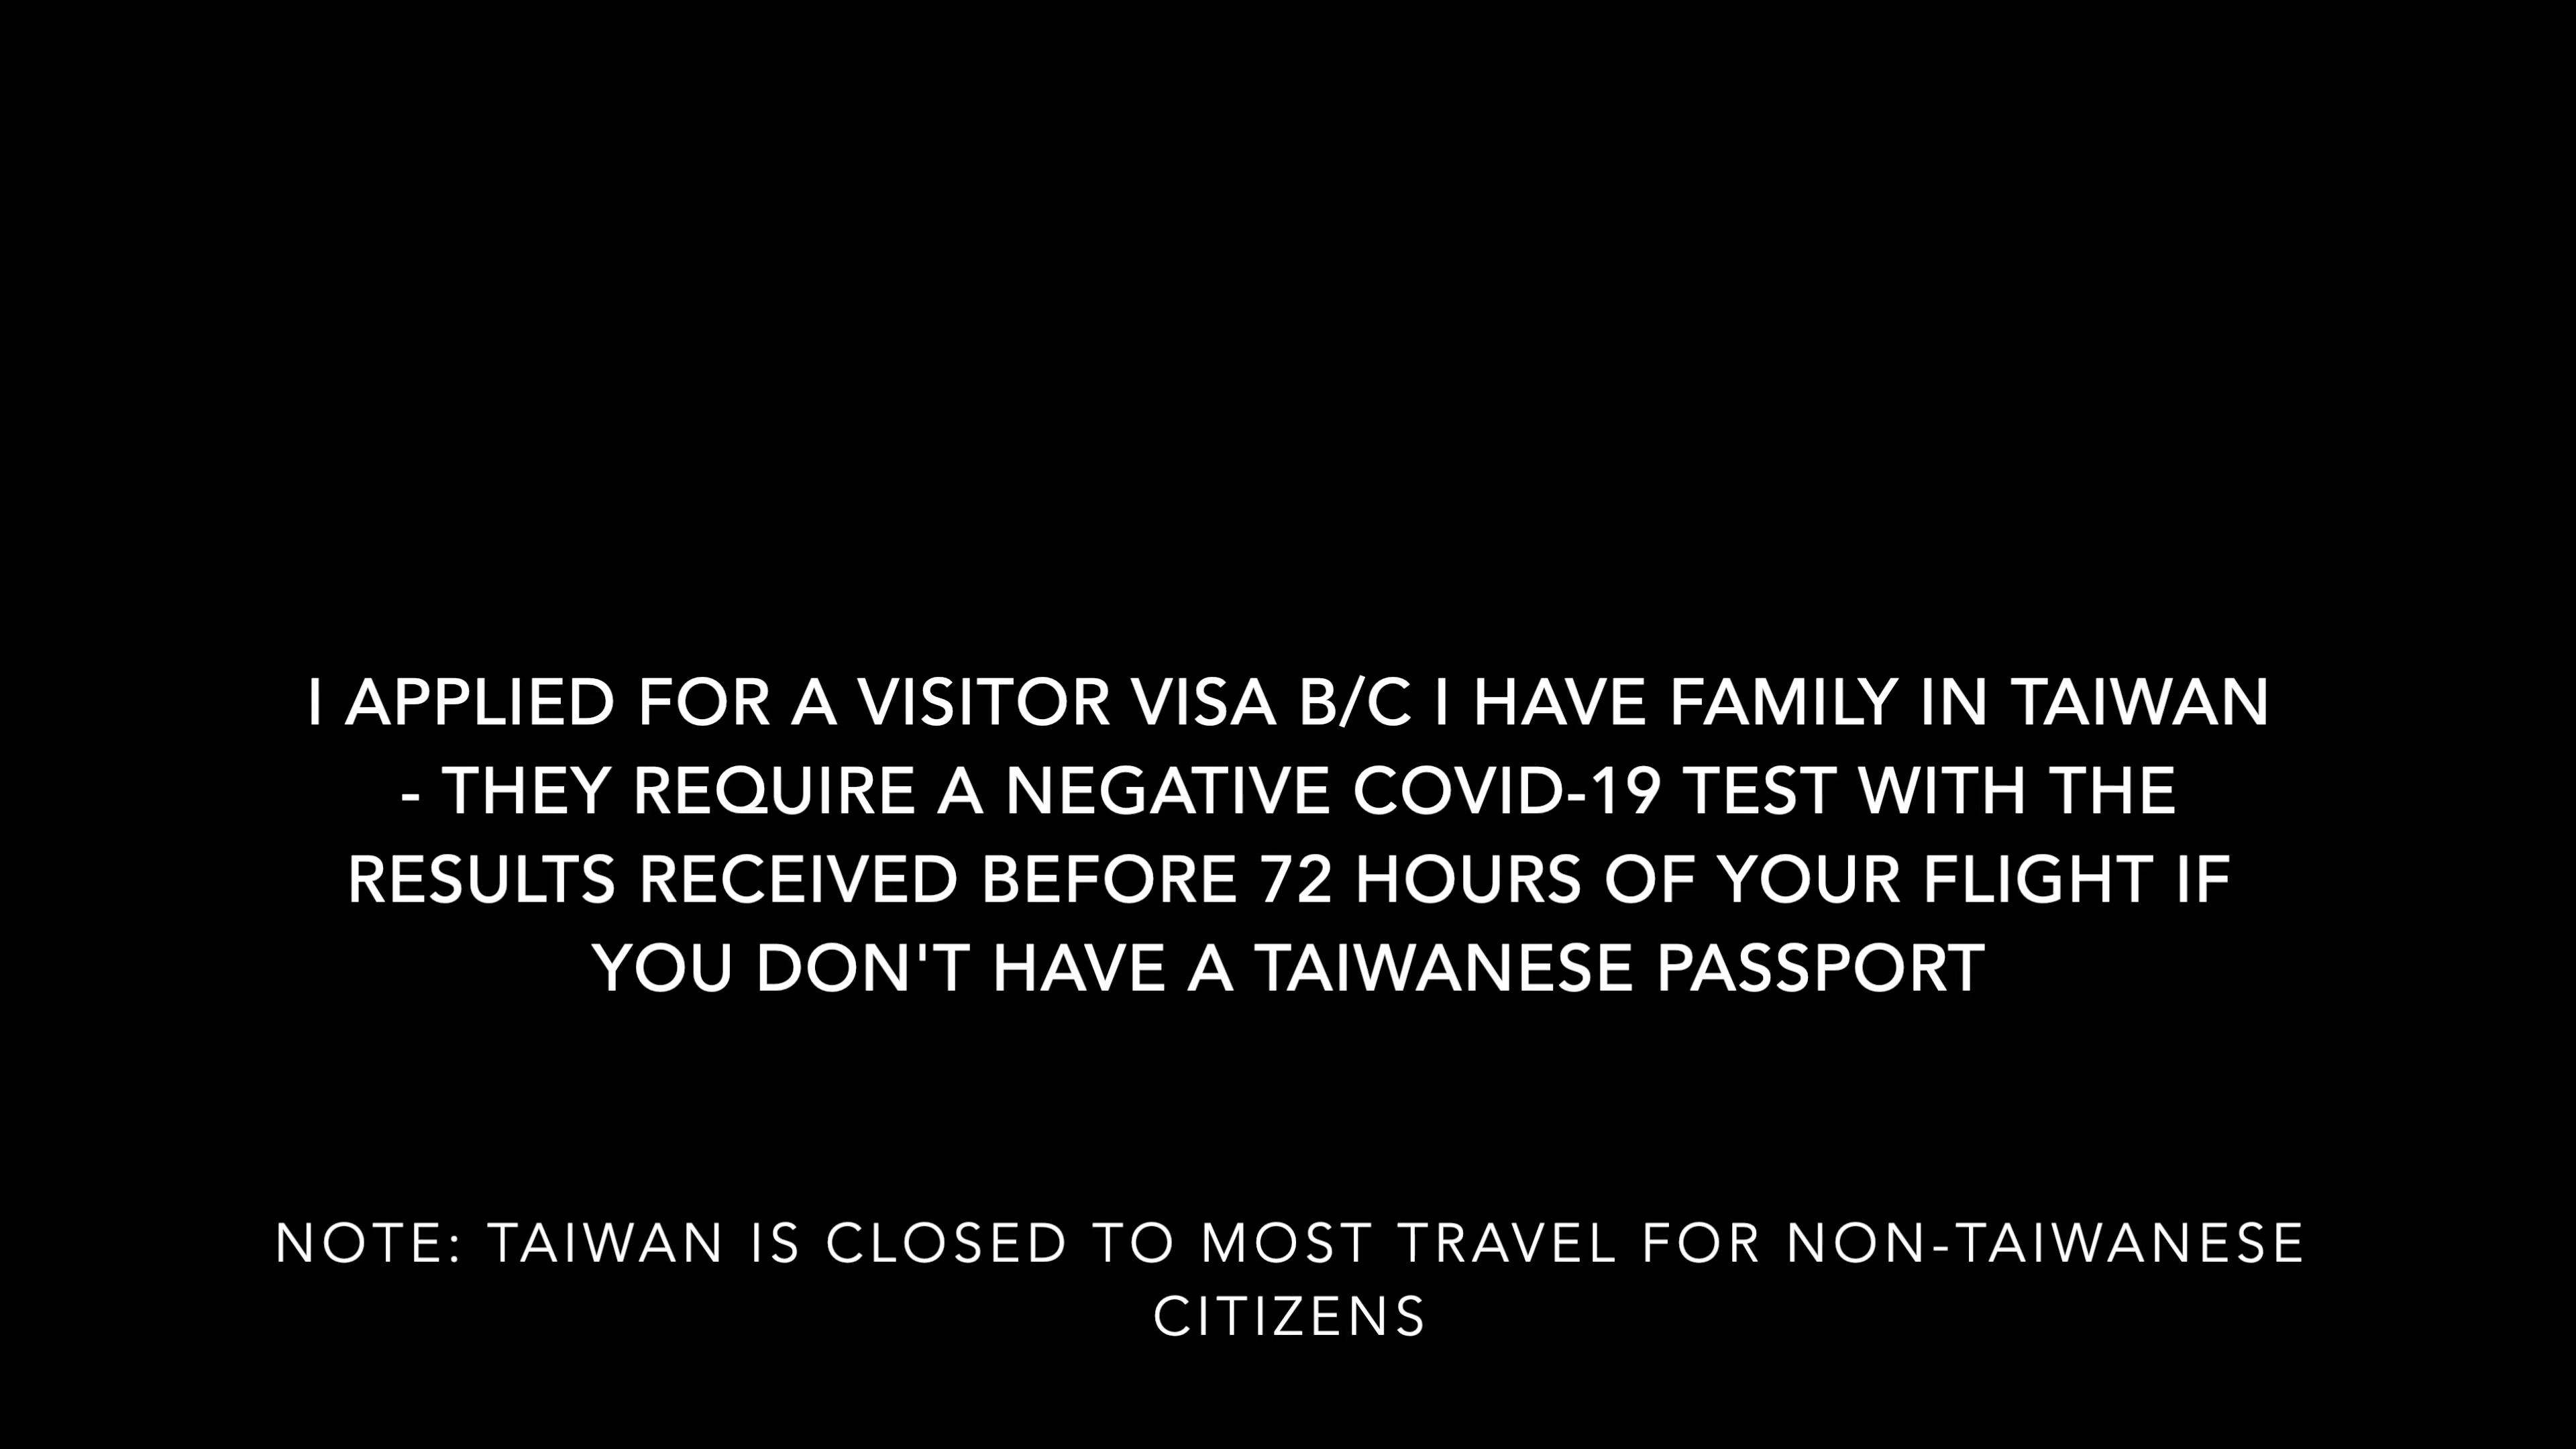 I APPLIED FOR A VISITOR VISA B/C I HAVE FAMILY IN TAIWAN
- THEY REQUIRE A NEGATIVE COVID-19 TEST WITH THE
RESULTS RECEIVED BEFORE 72 HOURS OF YOUR FLIGHT IF
YOU DON'T HAVE A TAIWANESE PASSPORT
NOTE: TAIWAN IS CLOSED TO MOST TRAVEL FOR NON-TAIWANESE
CITIZENS